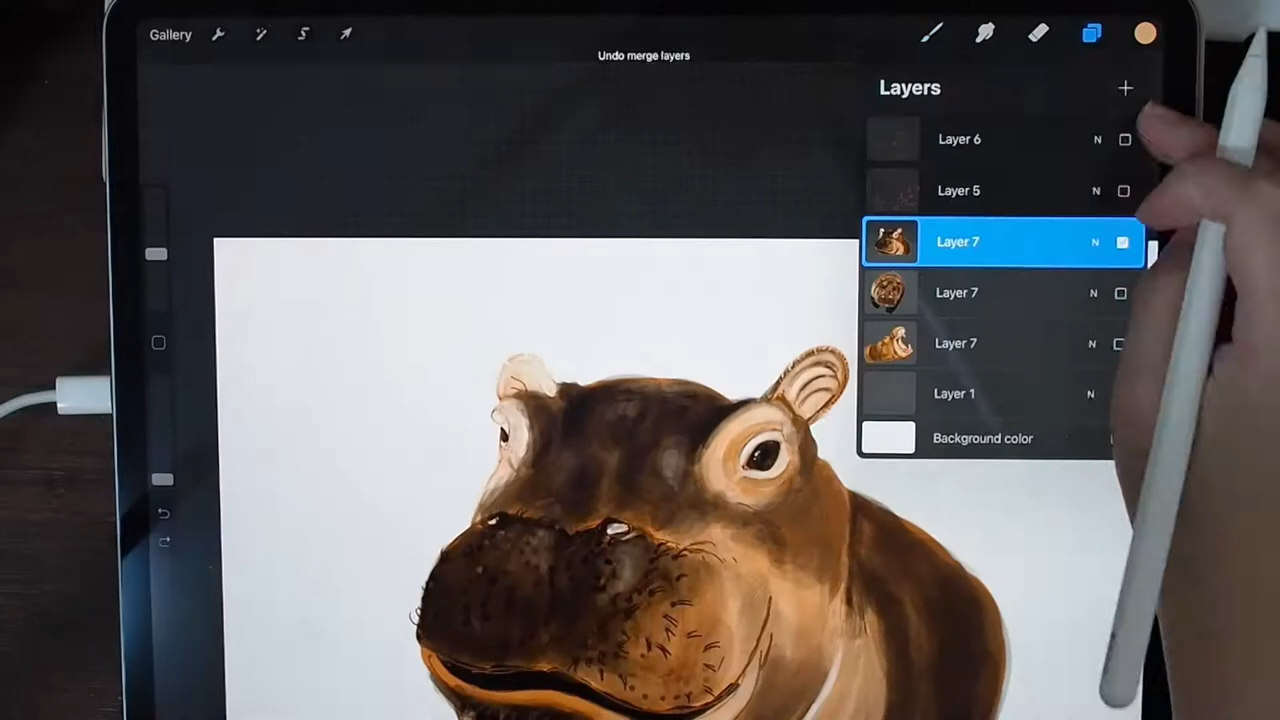 Gallery
Undo merge layers
Layers
Layer 6 N
Layer 5 N
Layer 7 N
Layer 7 N
Layer 7 N
Layer 1 N
Background color